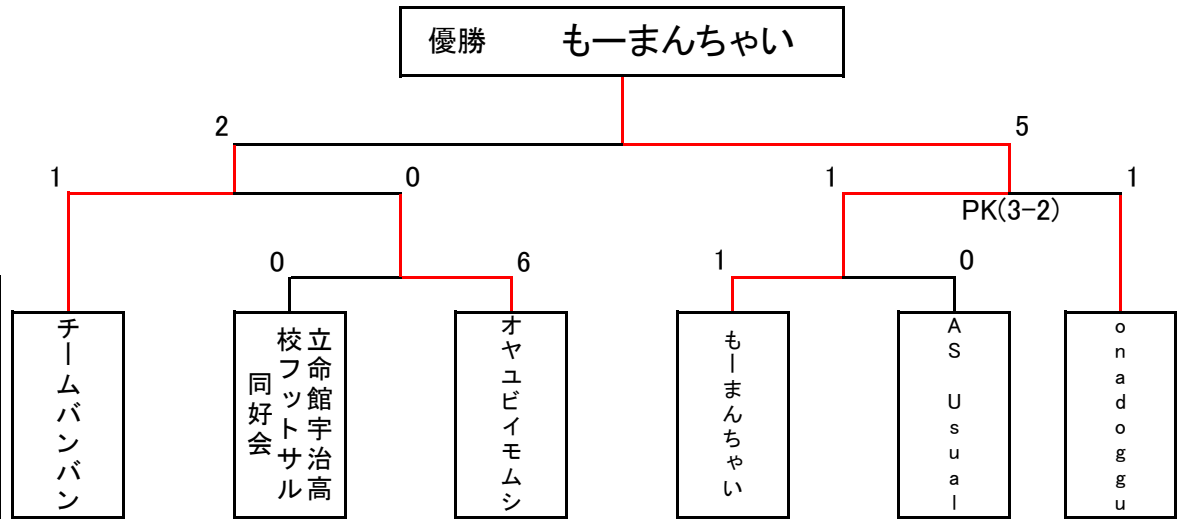 優勝 もーまんちゃい
2 5
1 0 1 1
PK(3-2)
0 6 1 0
チームバンバン
立命館宇治高
校フットサル
同好会
オヤユビイモムシ
もーまんちゃい
AS Usual
onadoggu